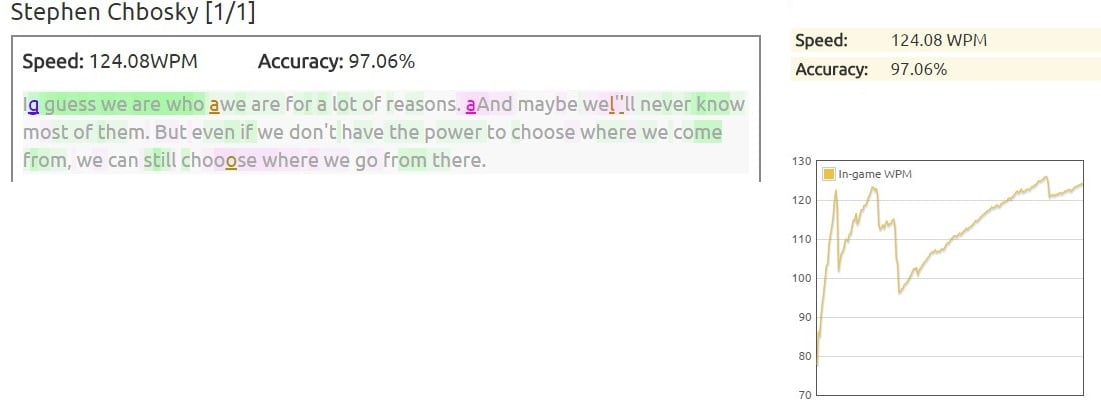 Stephen Chbosky [1/1]
Speed: 124.08WPM Accuracy: 97.06%
Ig guess we are who awe are for a lot of reasons. aAnd maybe wel''ll never know
most of them. But even if we don't have the power to choose where we come
from, we can still chooose where we go from there.
Speed: 124.08 WPM
Accuracy: 97.06%
In-game WPM
130
120
110
100
90
80
70